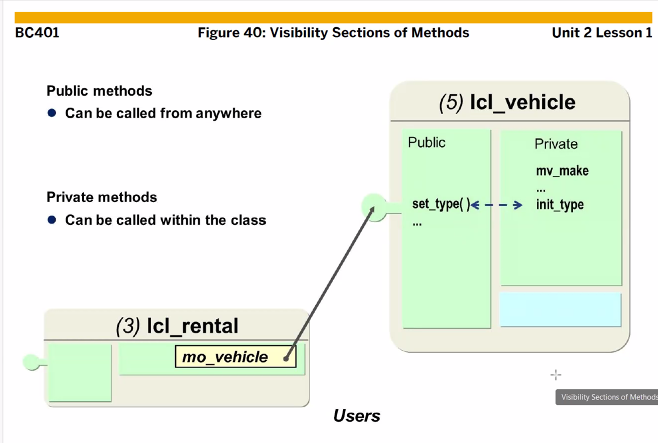 BC401 Figure 40: Visibility Sections of Methods Unit 2 Lesson 1
Public methods
● Can be called from anywhere
Private methods
● Can be called within the class
(5) lcl_vehicle
Public
set_type( )
...
Private
mv_make
...
init_type
(3) lcl_rental
mo_vehicle
Users
Visibility Sections of Methods